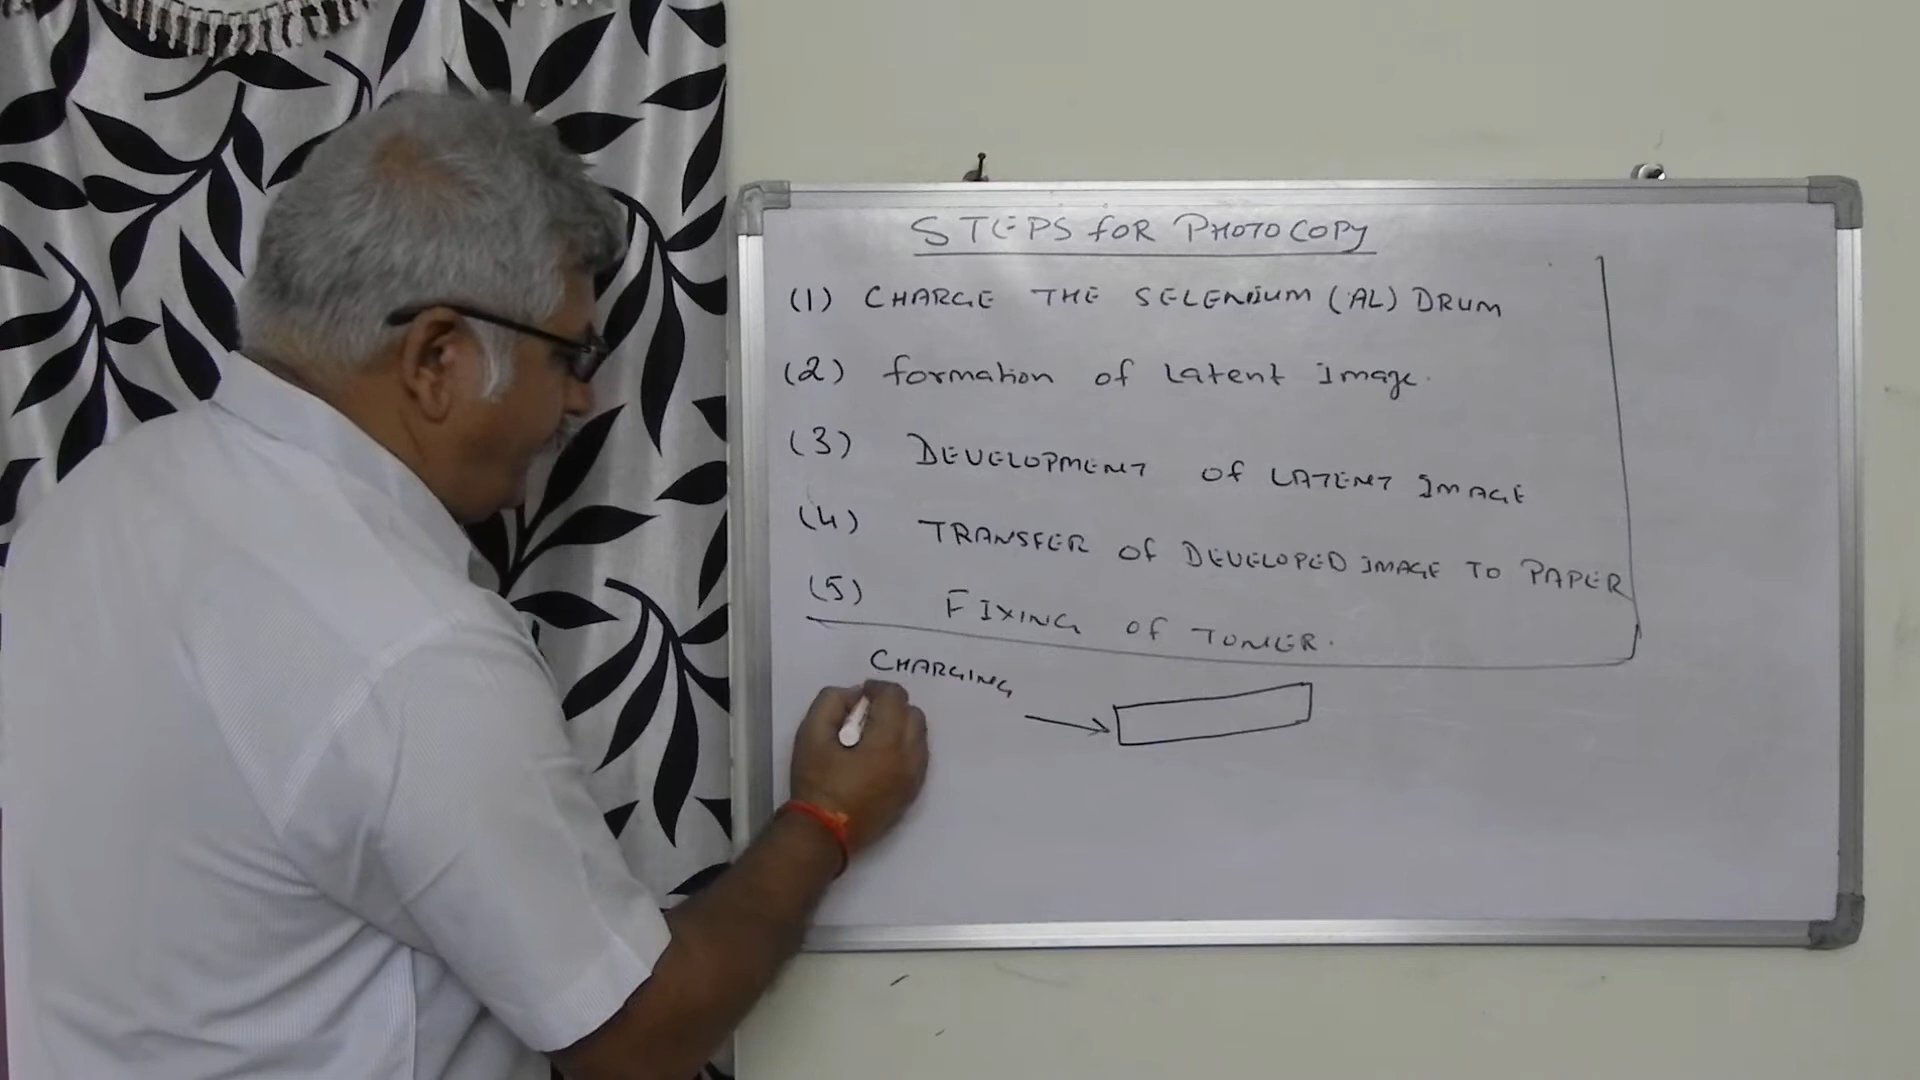 STEPS FOR PHOTOCOPY
(1) CHARGE THE SELENIUM (AL) DRUM
(2) formation of Latent Image.
(3) DEVELOPMENT Of LATENT IMAGE
(4) TRANSFER Of DEVELOPED IMAGE TO PAPER
(5) FIXING Of TONER.
CHARGING